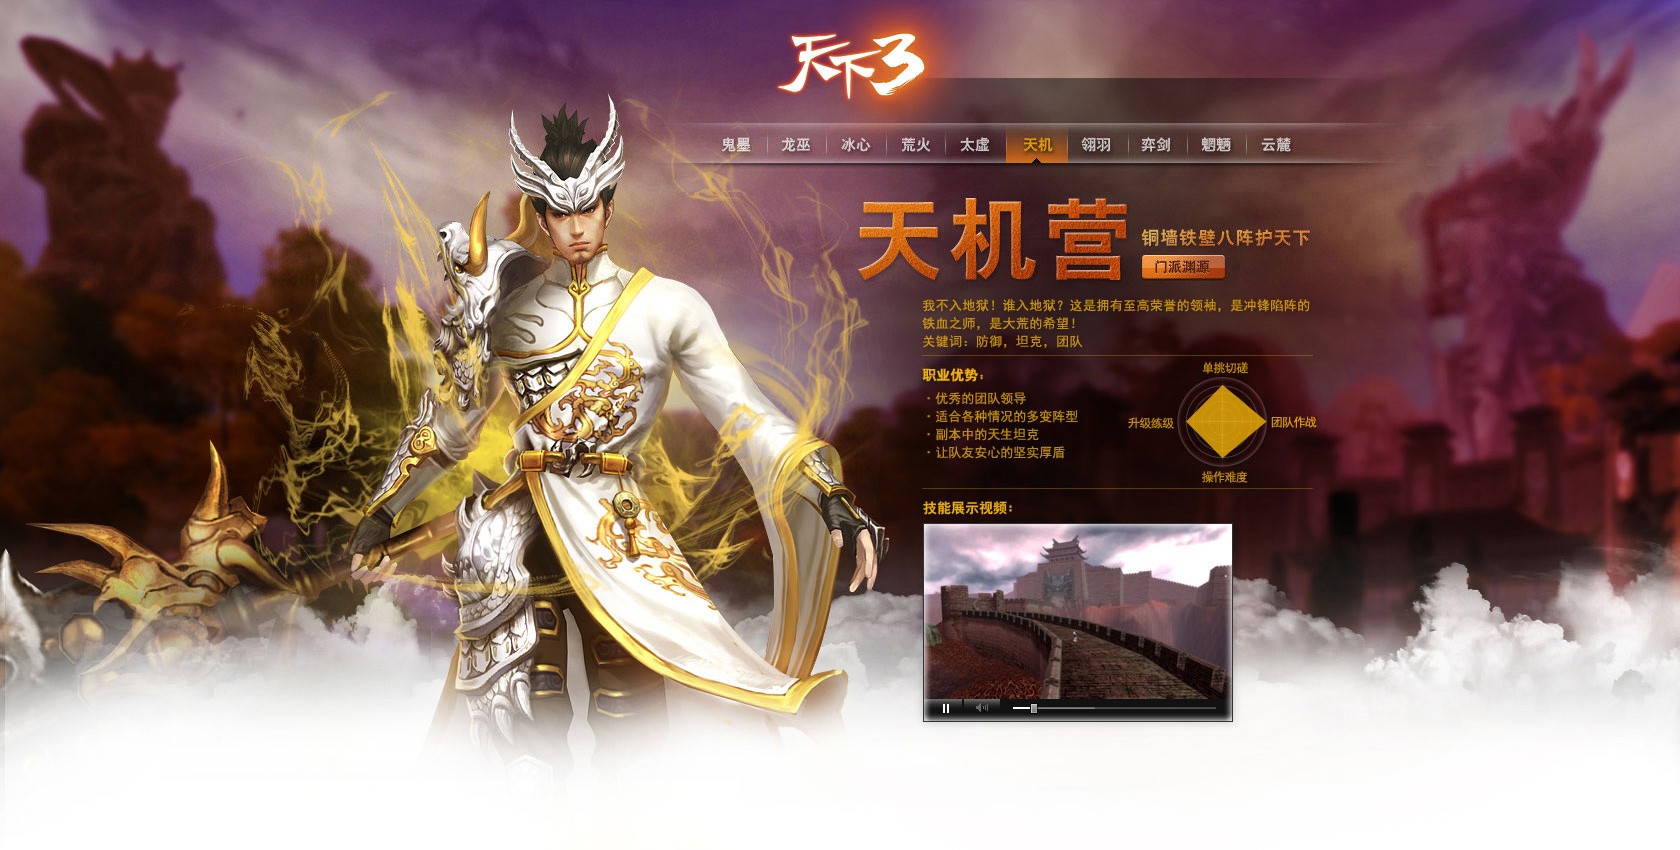 天下3
鬼墨 龙巫 冰心 荒火 太虚 天机 翎羽 弈剑 魍魉 云麓
天机营
铜墙铁壁八阵护天下
门派渊源
我不入地狱！谁入地狱？这是拥有至高荣誉的领袖，是冲锋陷阵的
铁血之师，是大荒的希望！
关键词：防御，坦克，团队
职业优势：
· 优秀的团队领导
· 适合各种情况的多变阵型
· 副本中的天生坦克
· 让队友安心的坚实厚盾
单挑切磋
升级练级
团队作战
操作难度
技能展示视频：